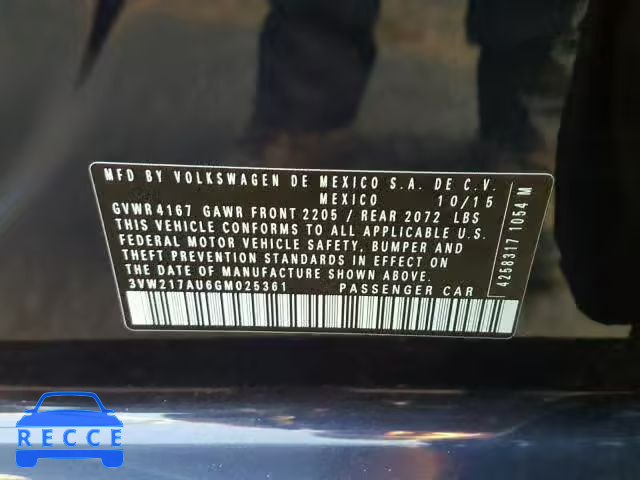 MFD BY VOLKSWAGEN DE MEXICO S.A. DE C.V.
MEXICO 10/15
GVWR 4167 GAWR FRONT 2205 / REAR 2072 LBS
THIS VEHICLE CONFORMS TO ALL APPLICABLE U.S.
FEDERAL MOTOR VEHICLE SAFETY, BUMPER AND
THEFT PREVENTION STANDARDS IN EFFECT ON
THE DATE OF MANUFACTURE SHOWN ABOVE.
3VW217AU6GM025361 PASSENGER CAR
4258317 1054 M
RECCE